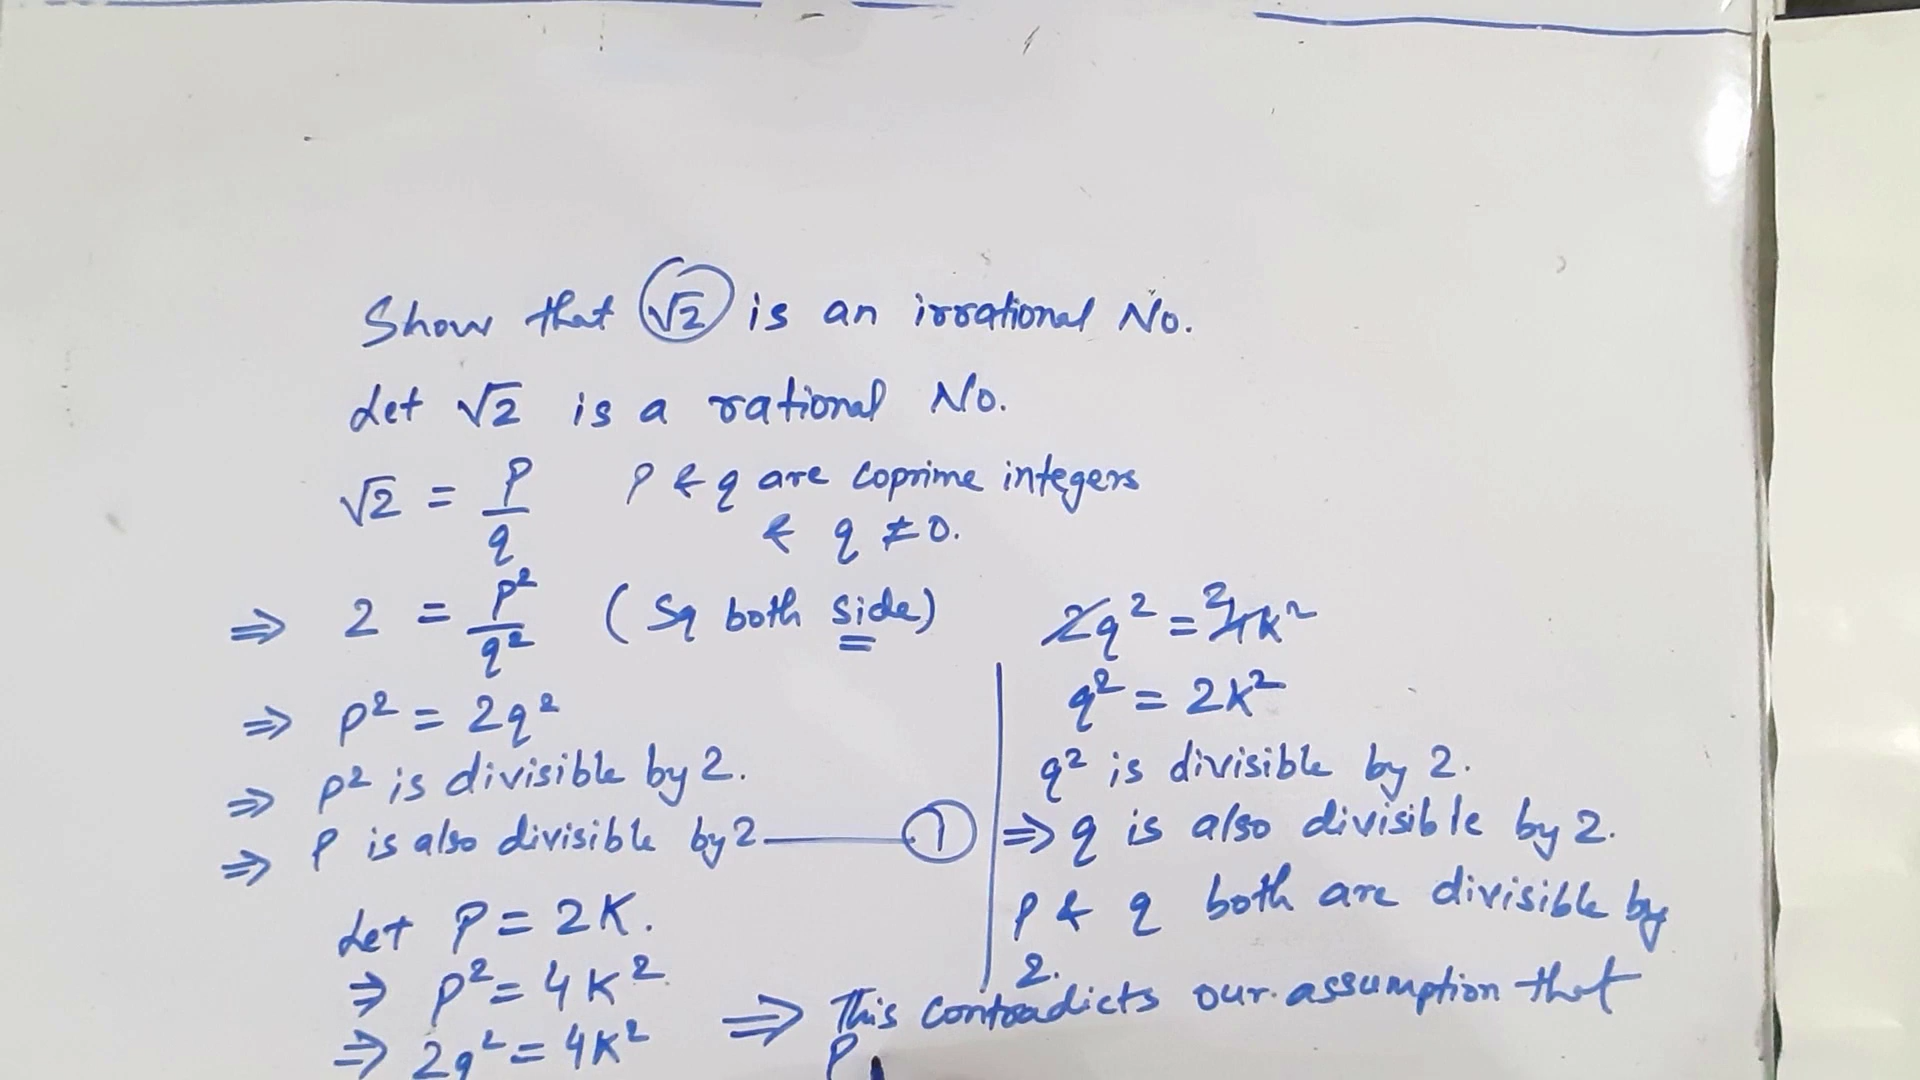 Show that √2 is an irrational No.
Let √2 is a rational No.
√2 = p/q P & q are coprime integers
& q ≠ 0.
⇒ 2 = p²/q² (Sq both side)
⇒ p² = 2q²
⇒ p² is divisible by 2.
⇒ P is also divisible by 2 — ①
Let P = 2K.
⇒ p² = 4K²
⇒ 2q² = 4K²
2q² = 2 4K²
q² = 2K²
q² is divisible by 2.
⇒ q is also divisible by 2.
P & q both are divisible by
2.
⇒ This contradicts our assumption that
P